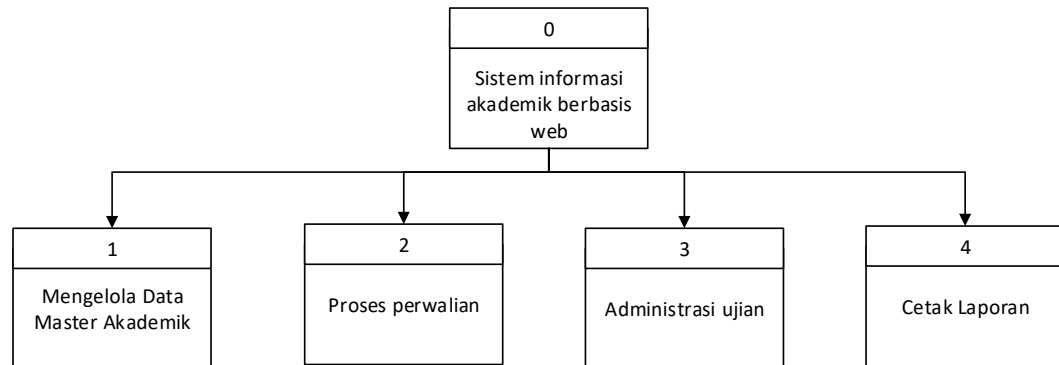 0
Sistem informasi
akademik berbasis
web
1
Mengelola Data
Master Akademik
2
Proses perwalian
3
Administrasi ujian
4
Cetak Laporan